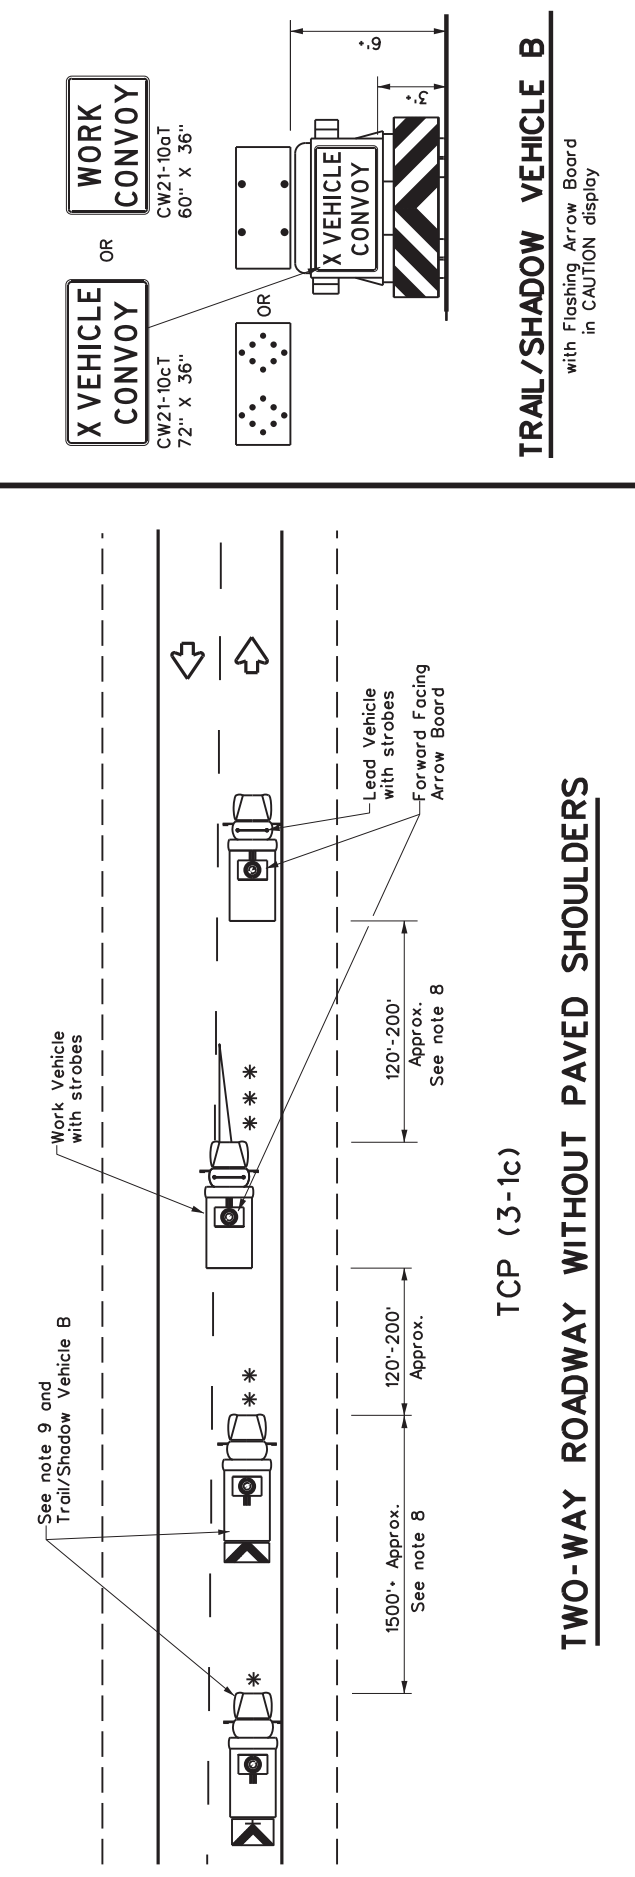 See note 9 and
Trail/Shadow Vehicle B
Work Vehicle
with strobes
X VEHICLE
CONVOY
OR
WORK
CONVOY
CW21-10cT
72" X 36"
CW21-10aT
60" X 36"
OR
X VEHICLE
CONVOY
6'+
3'+
TRAIL/SHADOW VEHICLE B
with Flashing Arrow Board
in CAUTION display
*
* *
* * *
Lead Vehicle
with strobes
Forward Facing
Arrow Board
1500'+ Approx.
See note 8
120'-200'
Approx.
120'-200'
Approx.
See note 8
TCP (3-1c)
TWO-WAY ROADWAY WITHOUT PAVED SHOULDERS